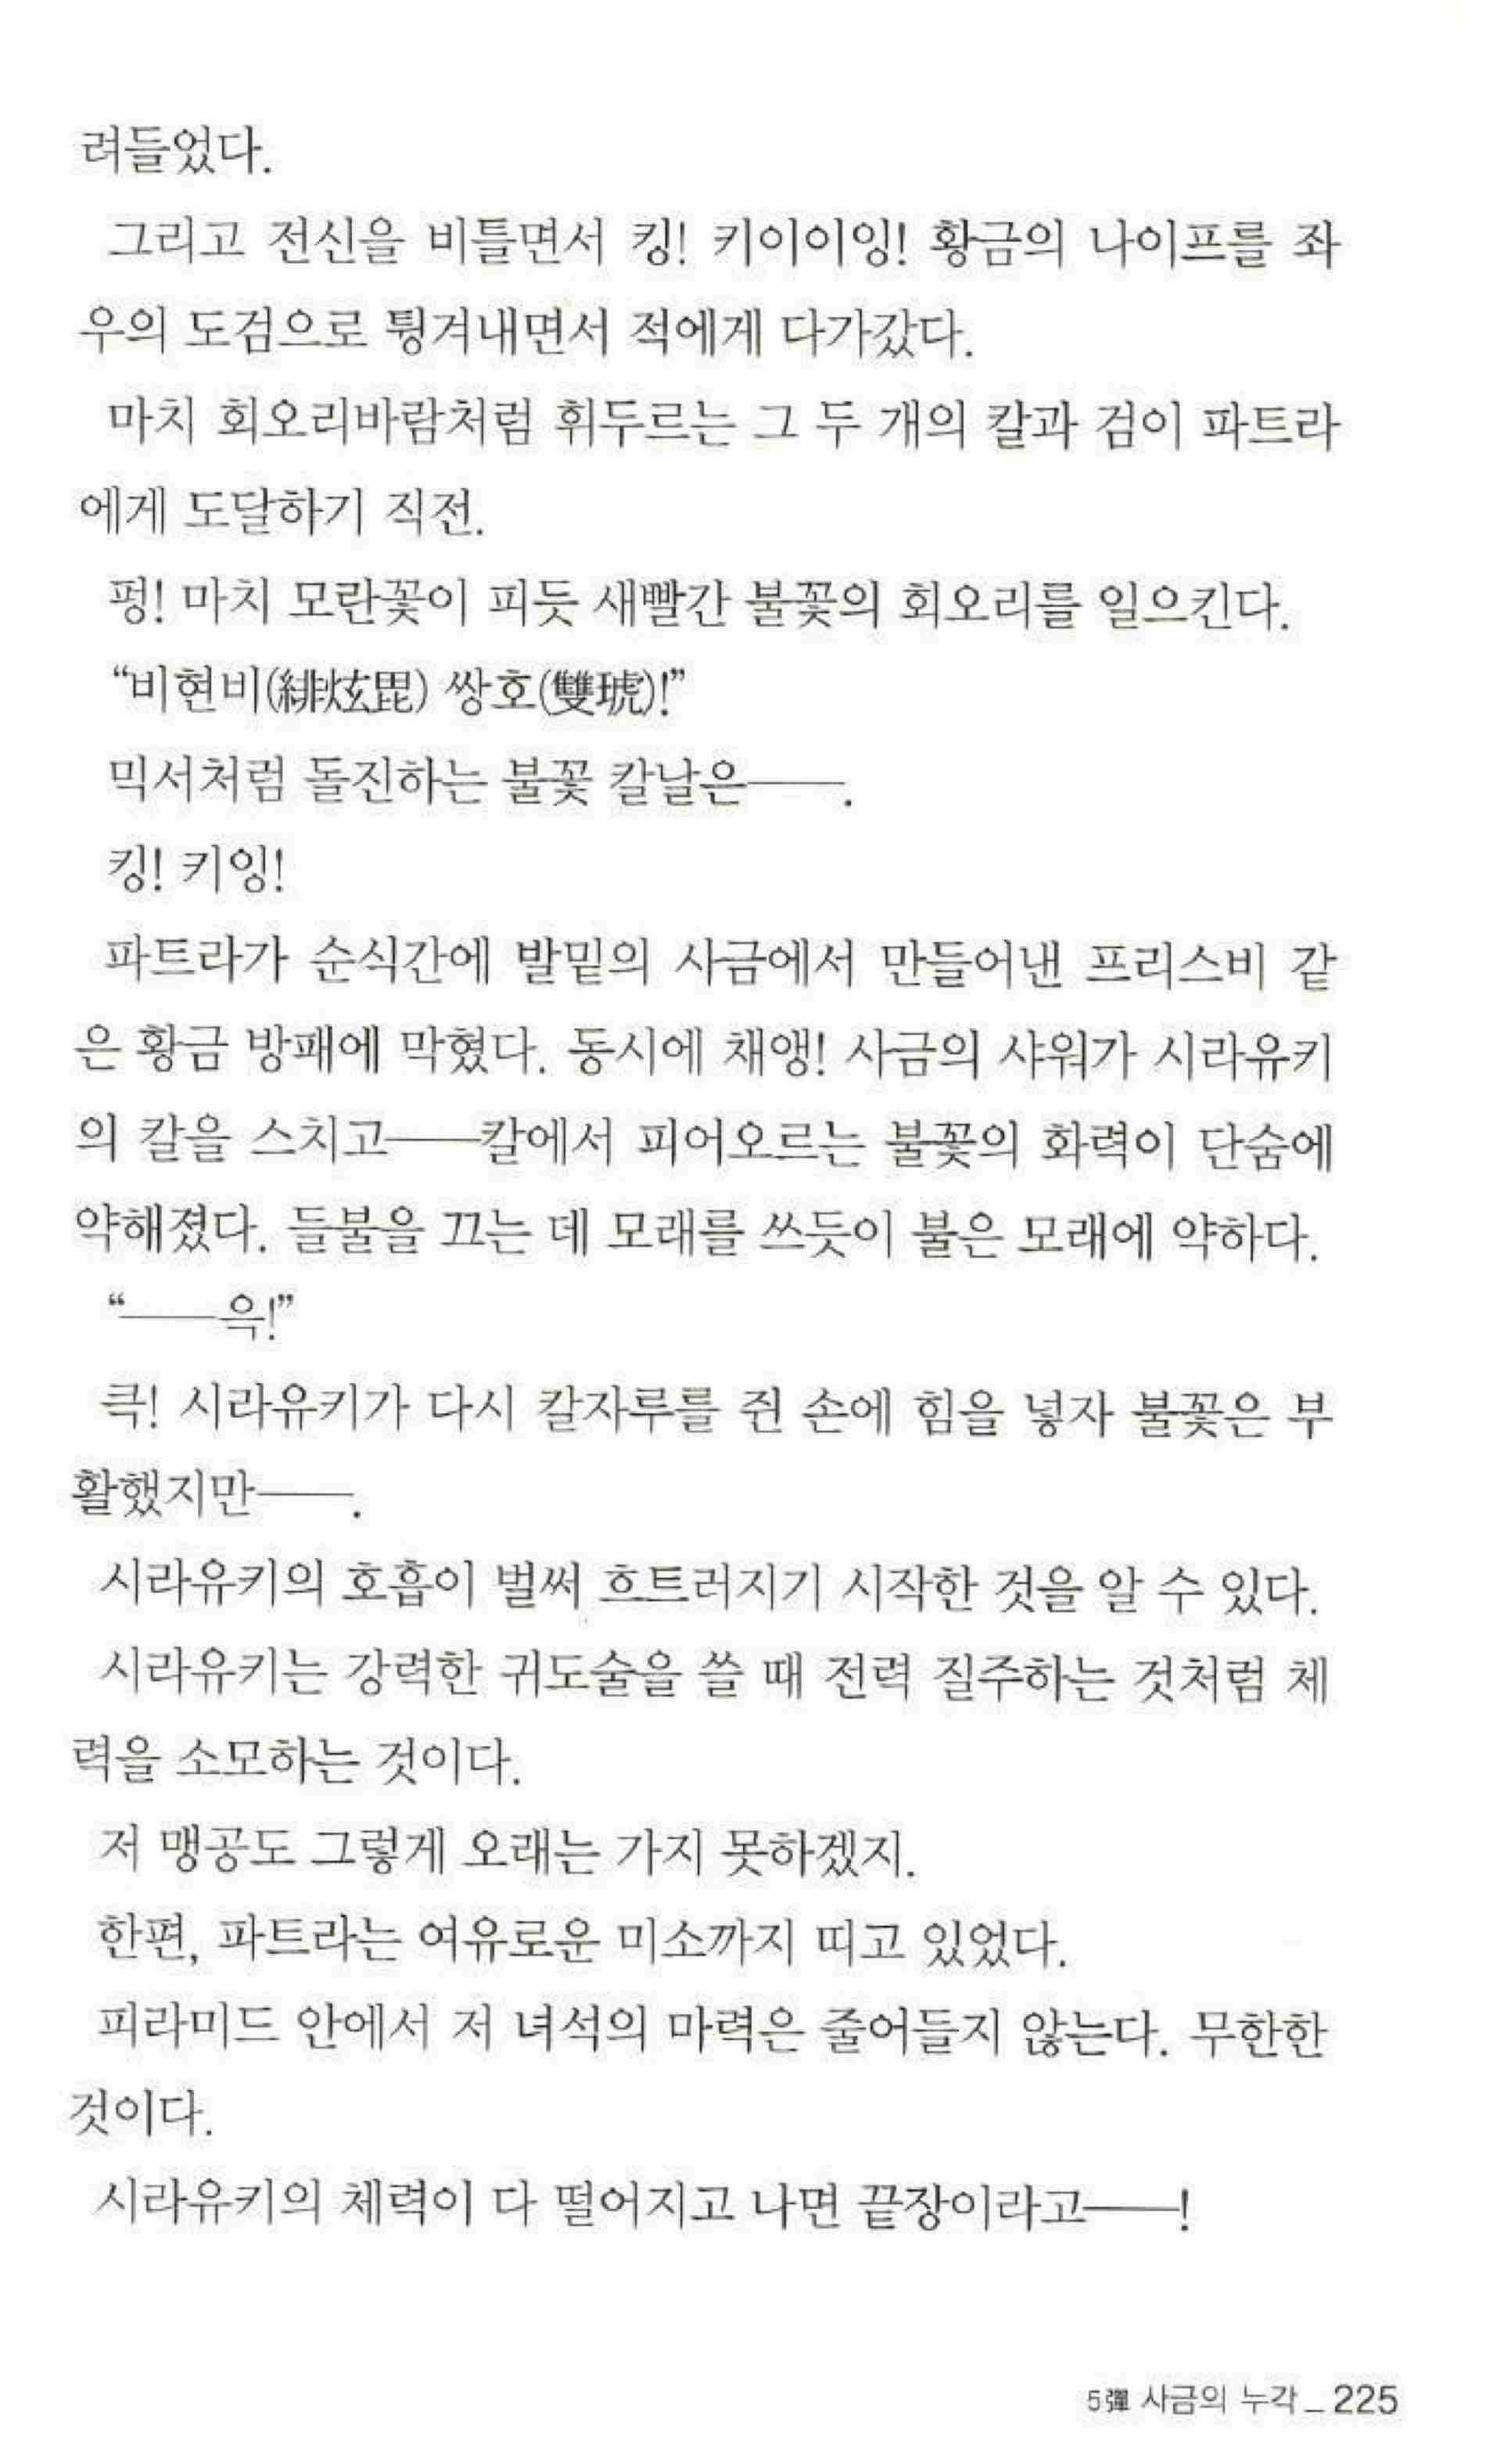 려들었다.
그리고 전신을 비틀면서 킹! 키이이잉! 황금의 나이프를 좌
우의 도검으로 튕겨내면서 적에게 다가갔다.
마치 회오리바람처럼 휘두르는 그 두 개의 칼과 검이 파트라
에게 도달하기 직전.
펑! 마치 모란꽃이 피듯 새빨간 불꽃의 회오리를 일으킨다.
“비현비(緋炫毘) 쌍호(雙琥)!”
믹서처럼 돌진하는 불꽃 칼날은──.
킹! 키잉!
파트라가 순식간에 발밑의 사금에서 만들어낸 프리스비 같
은 황금 방패에 막혔다. 동시에 채앵! 사금의 샤워가 시라유키
의 칼을 스치고──칼에서 피어오르는 불꽃의 화력이 단숨에
약해졌다. 들불을 끄는 데 모래를 쓰듯이 불은 모래에 약하다.
“──윽!”
큭! 시라유키가 다시 칼자루를 쥔 손에 힘을 넣자 불꽃은 부
활했지만──.
시라유키의 호흡이 벌써 흐트러지기 시작한 것을 알 수 있다.
시라유키는 강력한 귀도술을 쓸 때 전력 질주하는 것처럼 체
력을 소모하는 것이다.
저 맹공도 그렇게 오래는 가지 못하겠지.
한편, 파트라는 여유로운 미소까지 띠고 있었다.
피라미드 안에서 저 녀석의 마력은 줄어들지 않는다. 무한한
것이다.
시라유키의 체력이 다 떨어지고 나면 끝장이라고──!
5彈 사금의 누각_225